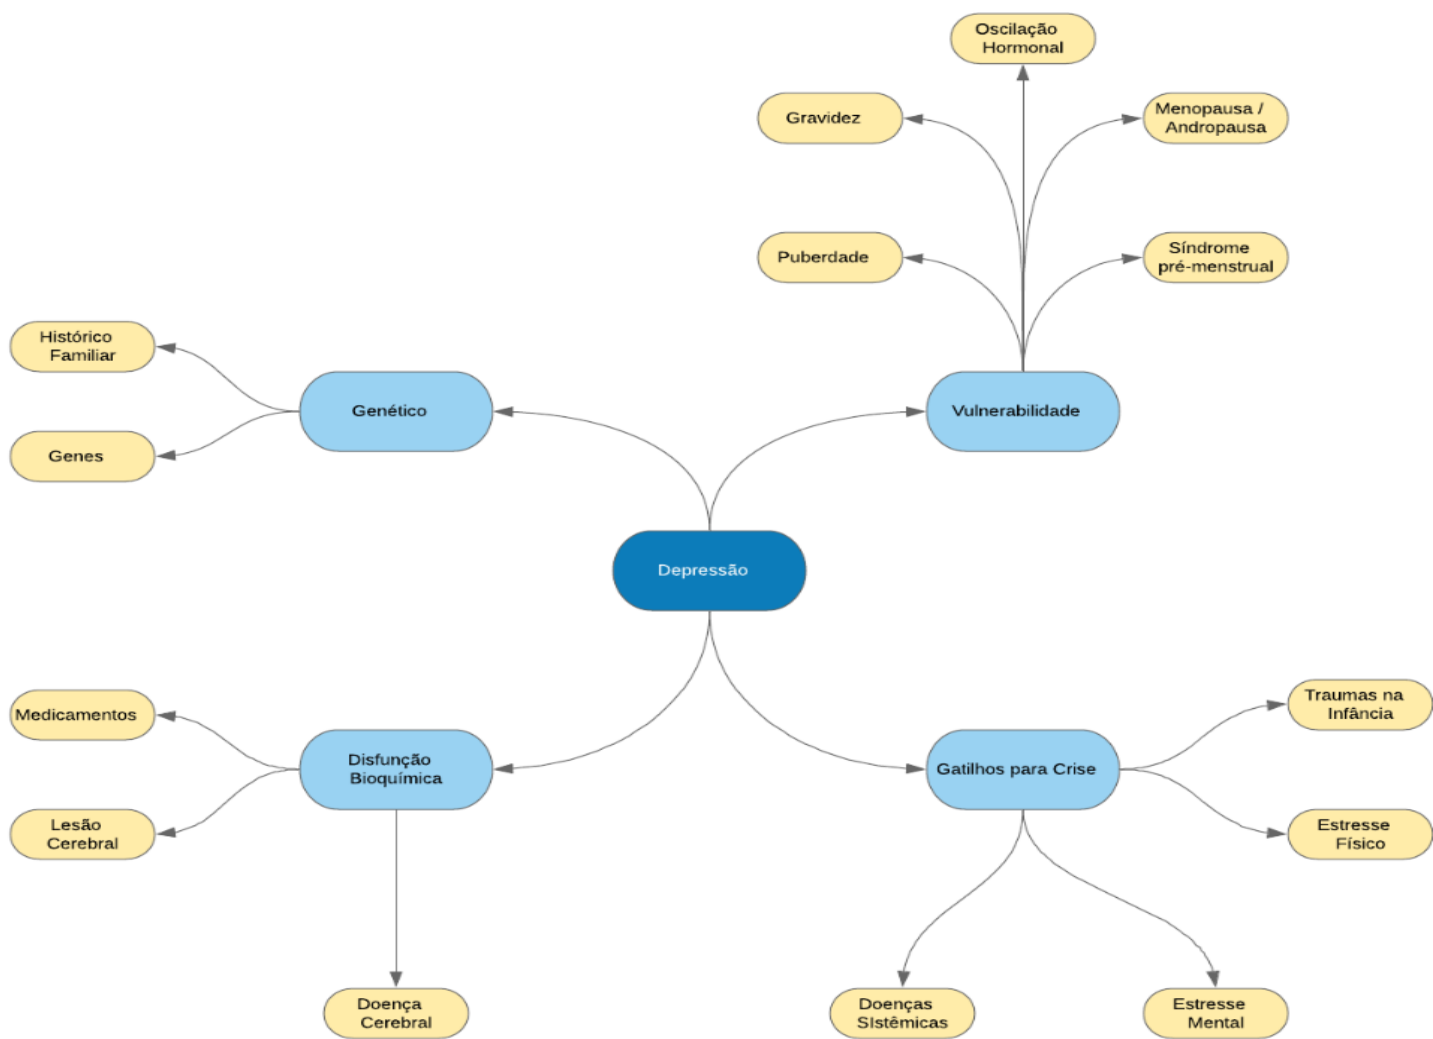 Oscilação
Hormonal
Gravidez
Menopausa /
Andropausa
Puberdade
Síndrome
pré-menstrual
Histórico
Familiar
Genes
Genético
Vulnerabilidade
Depressão
Medicamentos
Lesão
Cerebral
Disfunção
Bioquímica
Gatilhos para Crise
Traumas na
Infância
Estresse
Físico
Doença
Cerebral
Doenças
SIstêmicas
Estresse
Mental